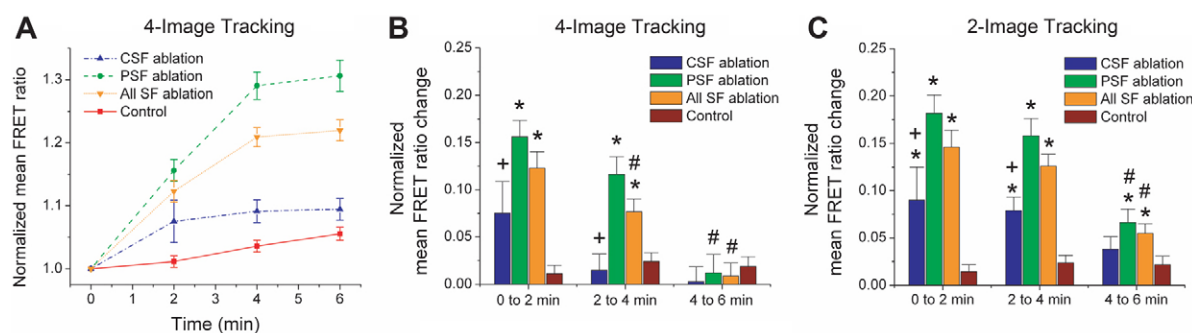 A
4-Image Tracking
Normalized mean FRET ratio
1.3
1.2
1.1
1.0
CSF ablation
PSF ablation
All SF ablation
Control
0 1 2 3 4 5 6
Time (min)
B
4-Image Tracking
Normalized
mean FRET ratio change
0.25
0.20
0.15
0.10
0.05
0.00
CSF ablation
PSF ablation
All SF ablation
Control
+ * *
+ * # *
# #
0 to 2 min 2 to 4 min 4 to 6 min
C
2-Image Tracking
Normalized
mean FRET ratio change
0.25
0.20
0.15
0.10
0.05
0.00
CSF ablation
PSF ablation
All SF ablation
Control
+ * * *
+ * * *
# * # *
0 to 2 min 2 to 4 min 4 to 6 min